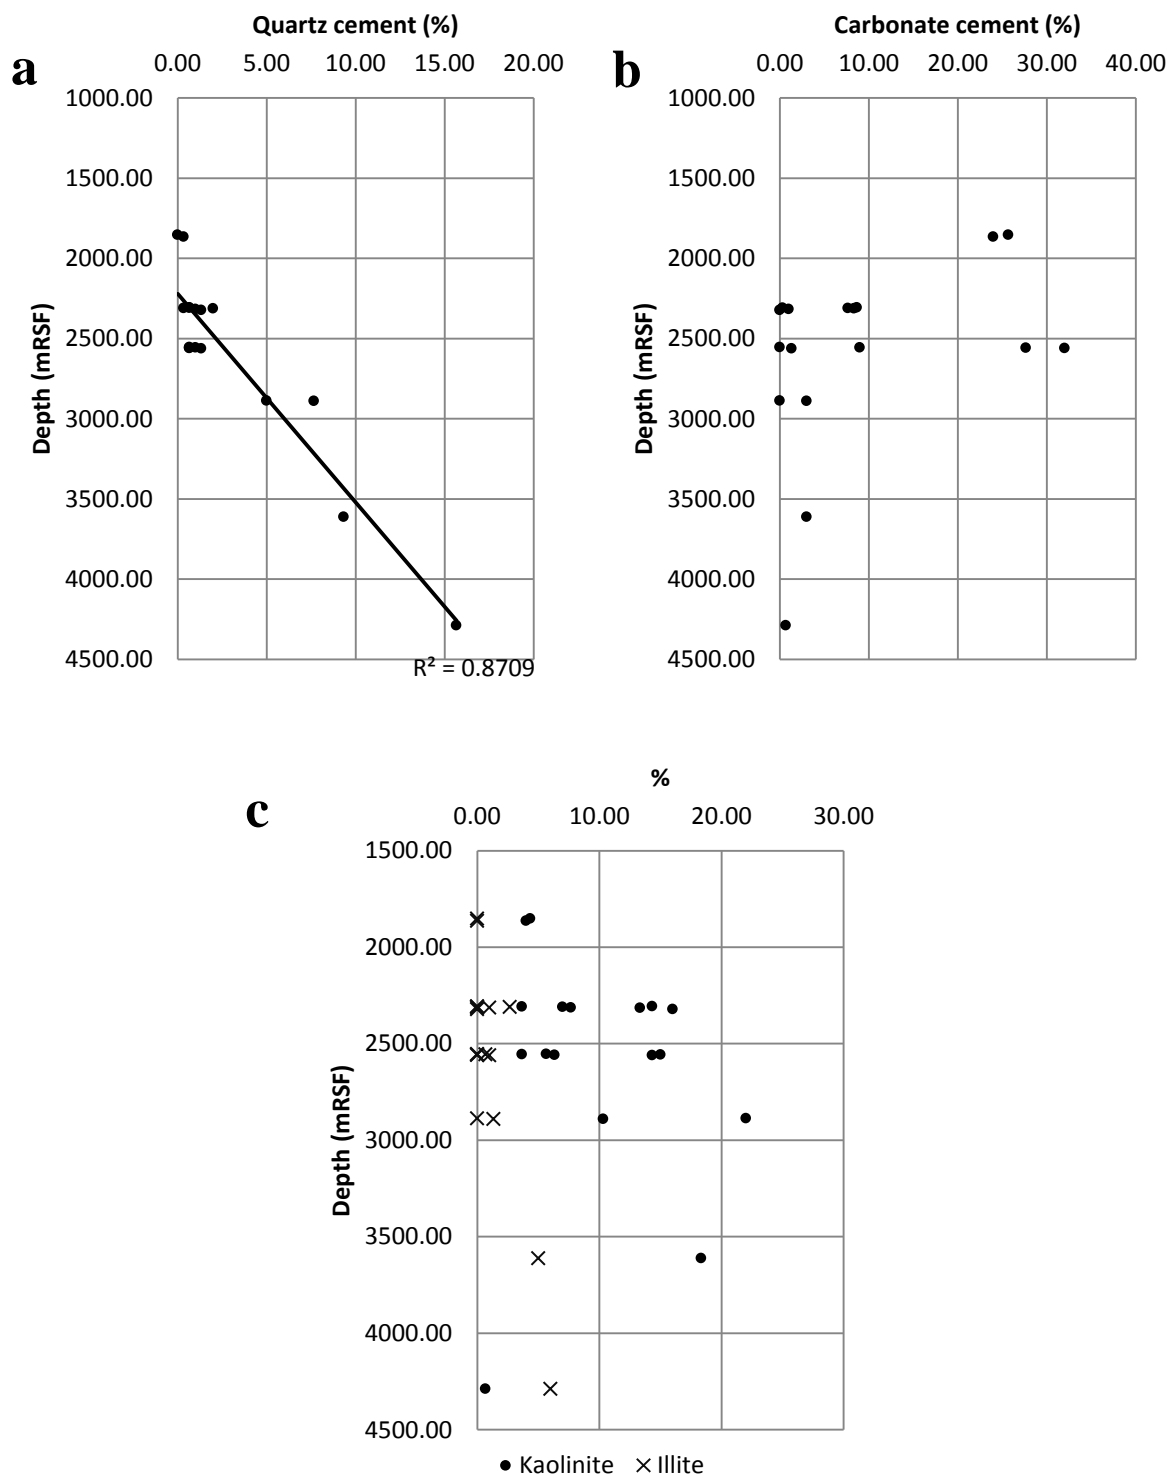 Quartz cement (%)
0.00 5.00 10.00 15.00 20.00
a
1000.00
1500.00
2000.00
2500.00
3000.00
3500.00
4000.00
4500.00
Depth (mRSF)
R² = 0.8709
Carbonate cement (%)
0.00 10.00 20.00 30.00 40.00
b
1000.00
1500.00
2000.00
2500.00
3000.00
3500.00
4000.00
4500.00
Depth (mRSF)
%
0.00 10.00 20.00 30.00
c
1500.00
2000.00
2500.00
3000.00
3500.00
4000.00
4500.00
Depth (mRSF)
Kaolinite Illite